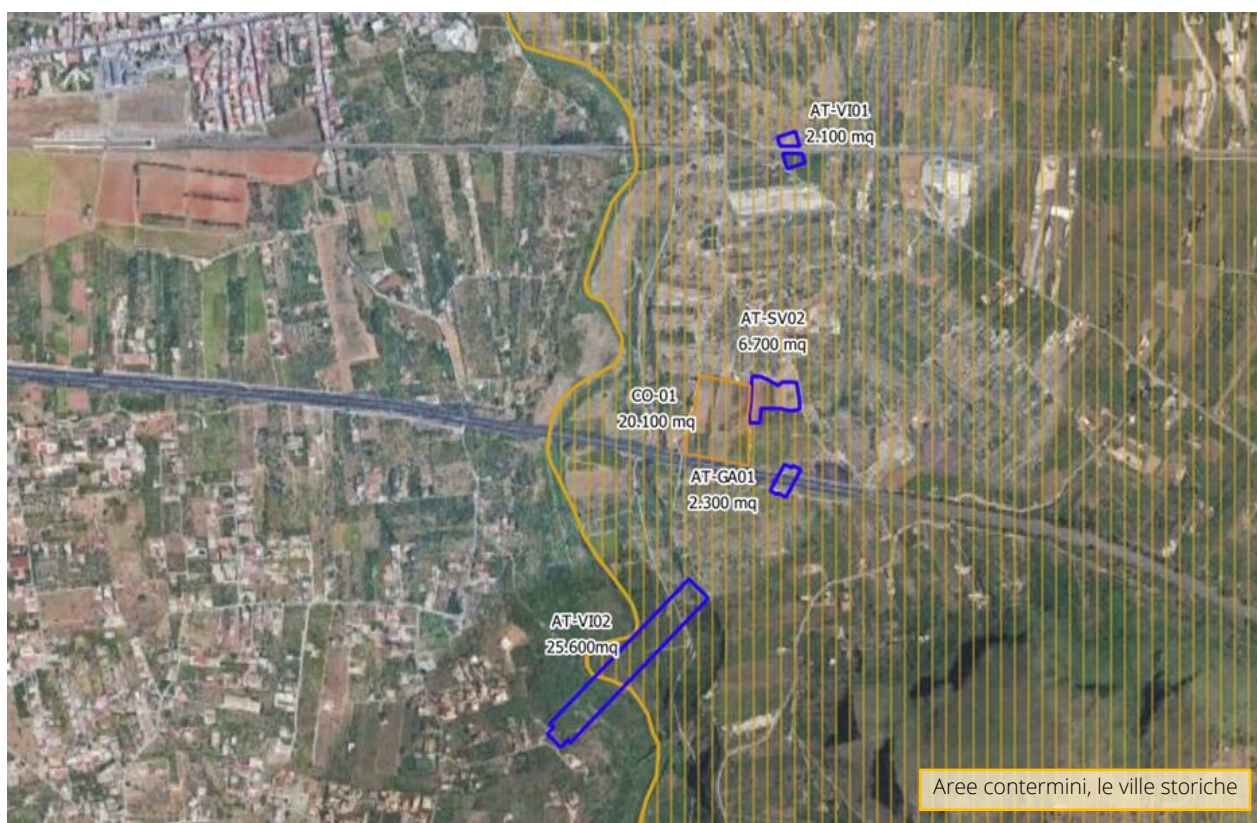 AT-VI01
2.100 mq
AT-SV02
6.700 mq
CO-01
20.100 mq
AT-GA01
2.300 mq
AT-VI02
25.600mq
Aree contermini, le ville storiche